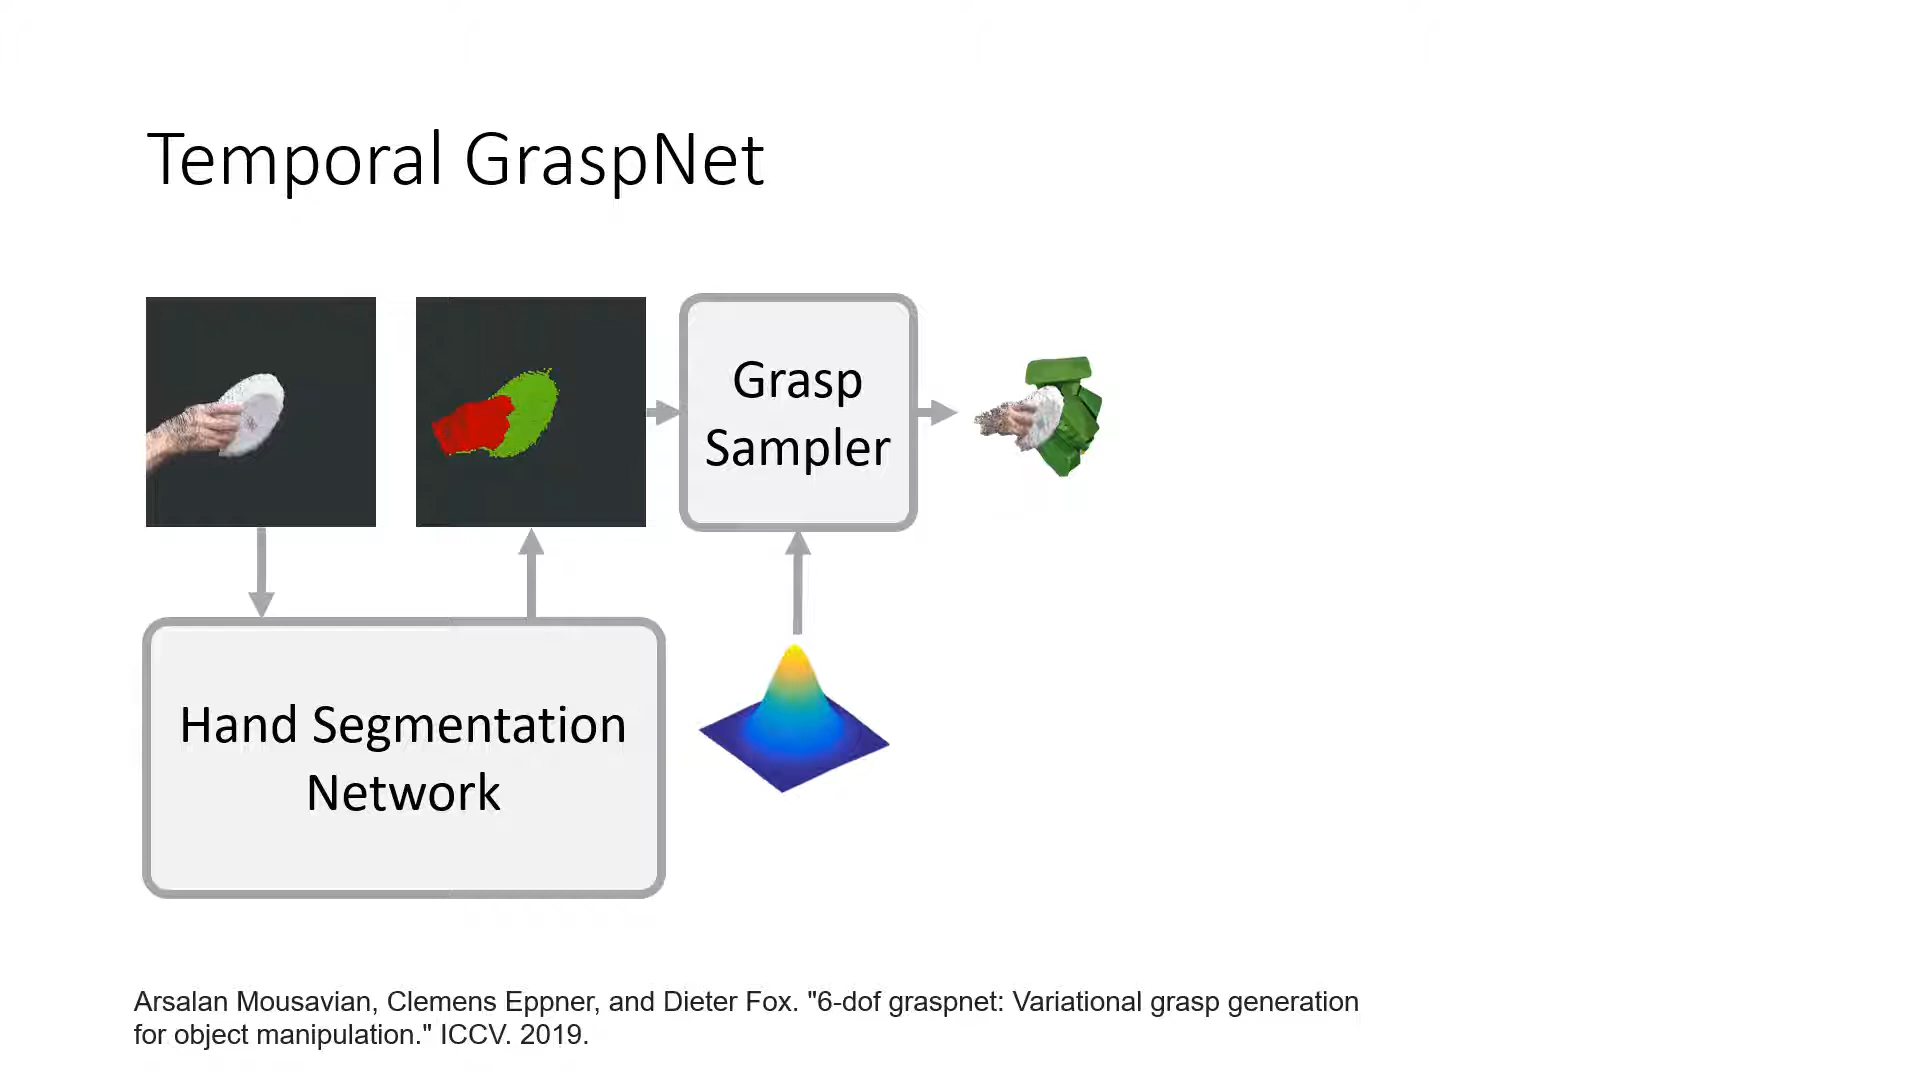 Temporal GraspNet
Grasp
Sampler
Hand Segmentation
Network
Arsalan Mousavian, Clemens Eppner, and Dieter Fox. "6-dof graspnet: Variational grasp generation
for object manipulation." ICCV. 2019.